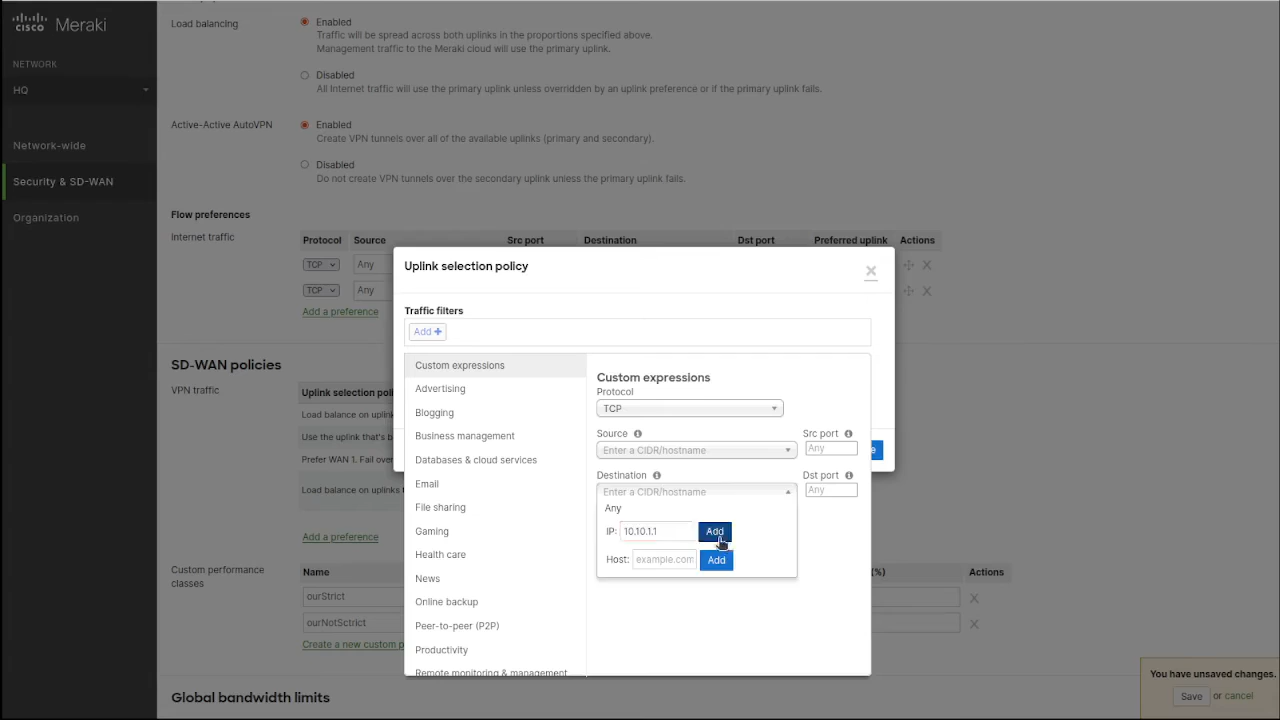 cisco Meraki
NETWORK
HQ
Network-wide
Security & SD-WAN
Organization
Load balancing
Enabled
Traffic will be spread across both uplinks in the proportions specified above.
Management traffic to the Meraki cloud will use the primary uplink.
Disabled
All Internet traffic will use the primary uplink unless overridden by an uplink preference or if the primary uplink fails.
Active-Active AutoVPN
Enabled
Create VPN tunnels over all of the available uplinks (primary and secondary).
Disabled
Do not create VPN tunnels over the secondary uplink unless the primary uplink fails.
Flow preferences
Internet traffic
Protocol Source Src port Destination Dst port Preferred uplink Actions
TCP Any X
TCP Any X
Add a preference
Uplink selection policy
Traffic filters
Add +
Custom expressions
Advertising
Blogging
Business management
Databases & cloud services
Email
File sharing
Gaming
Health care
News
Online backup
Peer-to-peer (P2P)
Productivity
Remote monitoring & management
Custom expressions
Protocol
TCP
Source Src port
Enter a CIDR/hostname Any
Destination Dst port
Enter a CIDR/hostname Any
Any
IP: 10.10.1.1 Add
Host: example.com Add
SD-WAN policies
VPN traffic
Uplink selection poli
Load balance on uplink
Use the uplink that's b
Prefer WAN 1. Fail over
Load balance on uplinks
Add a preference
Custom performance
classes
Name (%) Actions
ourStrict X
ourNotSctrict X
Create a new custom p
Global bandwidth limits
You have unsaved changes.
Save or cancel